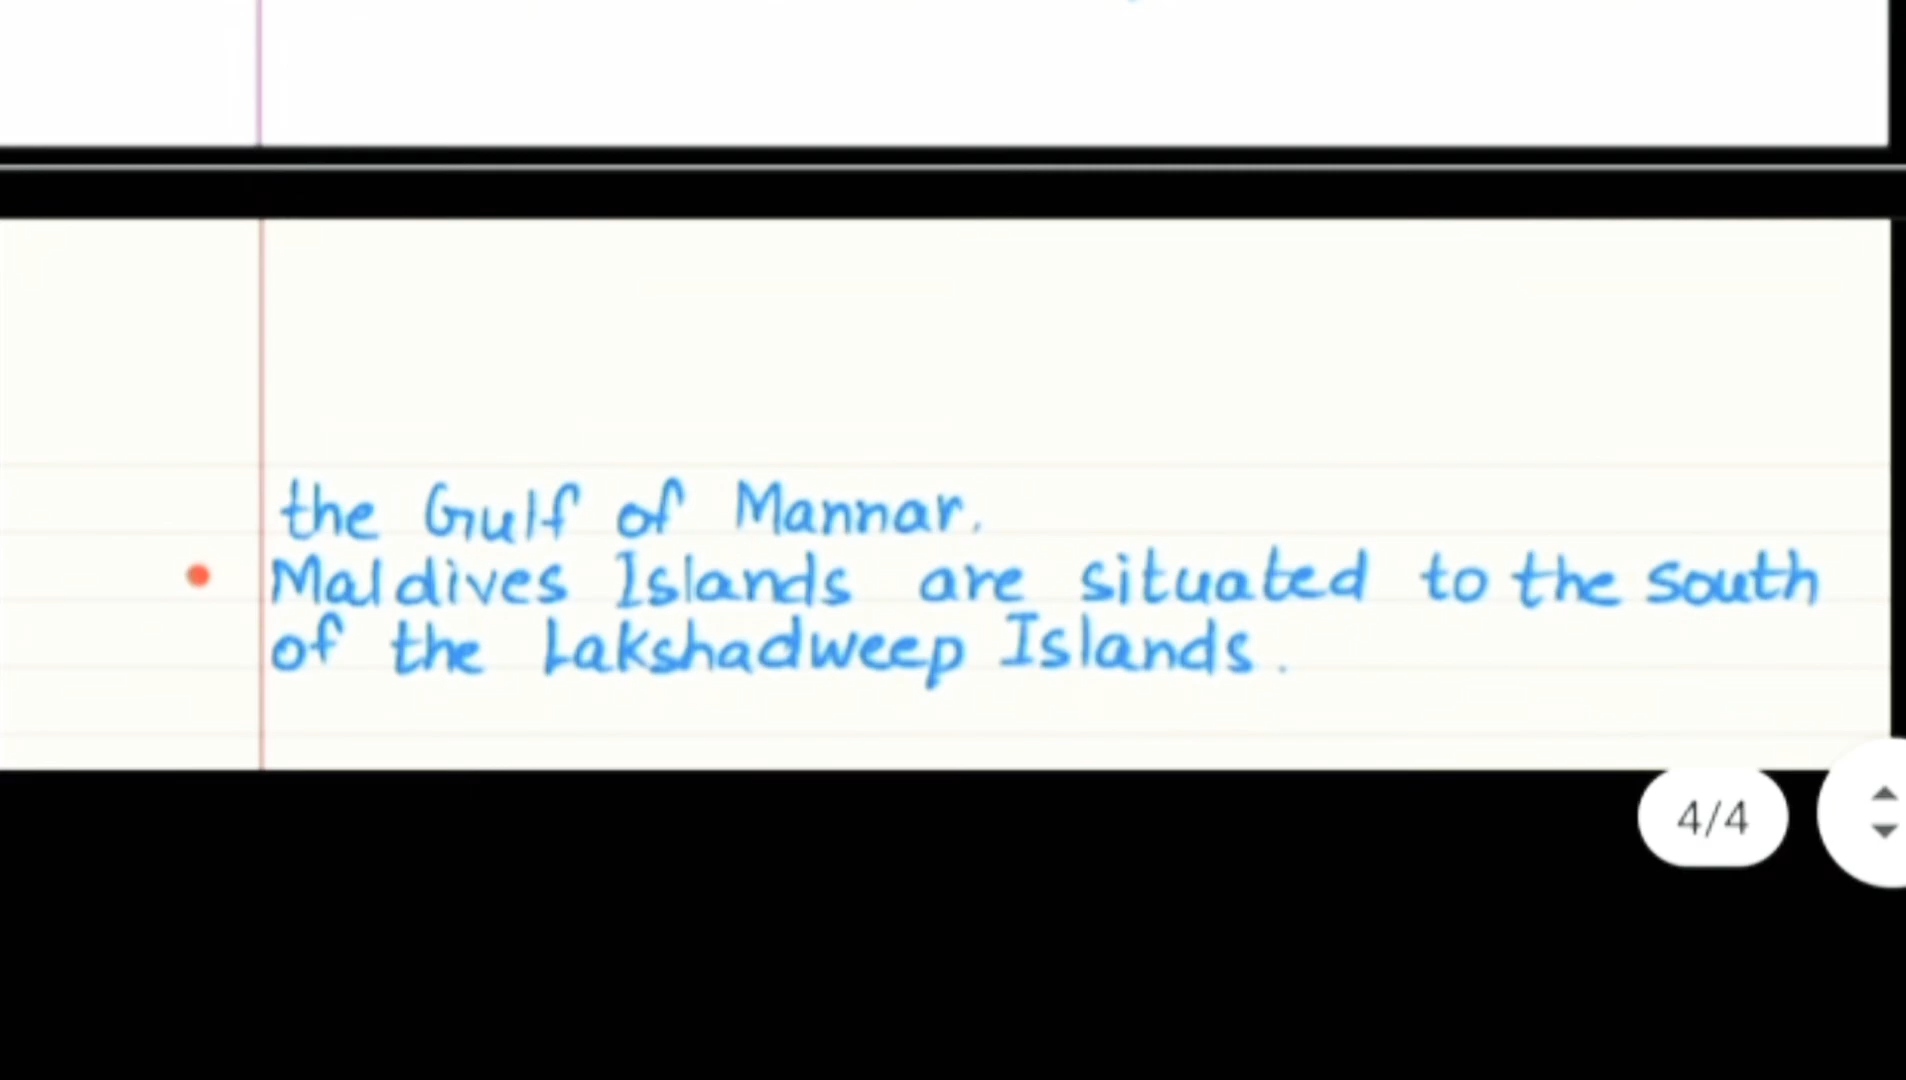 the Gulf of Mannar.
• Maldives Islands are situated to the south
of the Lakshadweep Islands.
4/4